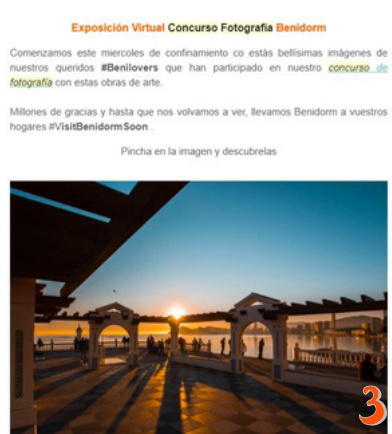 Exposición Virtual Concurso Fotografía Benidorm
Comenzamos este miercoles de confinamiento co estás bellísimas imágenes de
nuestros queridos #Benilovers que han participado en nuestro concurso de
fotografía con estas obras de arte.
Millones de gracias y hasta que nos volvamos a ver, llevamos Benidorm a vuestros
hogares #VisitBenidormSoon .
Pincha en la imagen y descubrelas
3